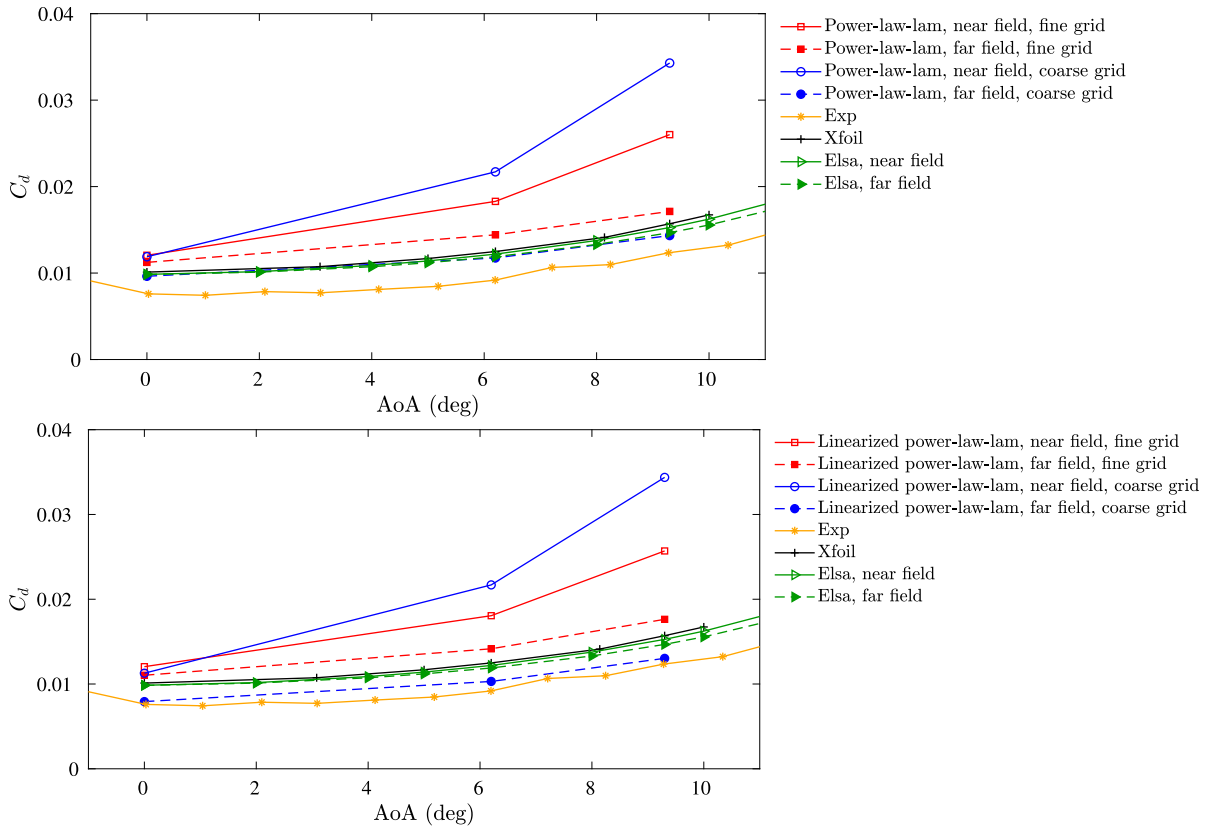 0.04
0.03
0.02
0.01
0
C_d
0 2 4 6 8 10
AoA (deg)
Power-law-lam, near field, fine grid
Power-law-lam, far field, fine grid
Power-law-lam, near field, coarse grid
Power-law-lam, far field, coarse grid
Exp
Xfoil
Elsa, near field
Elsa, far field
0.04
0.03
0.02
0.01
0
C_d
0 2 4 6 8 10
AoA (deg)
Linearized power-law-lam, near field, fine grid
Linearized power-law-lam, far field, fine grid
Linearized power-law-lam, near field, coarse grid
Linearized power-law-lam, far field, coarse grid
Exp
Xfoil
Elsa, near field
Elsa, far field